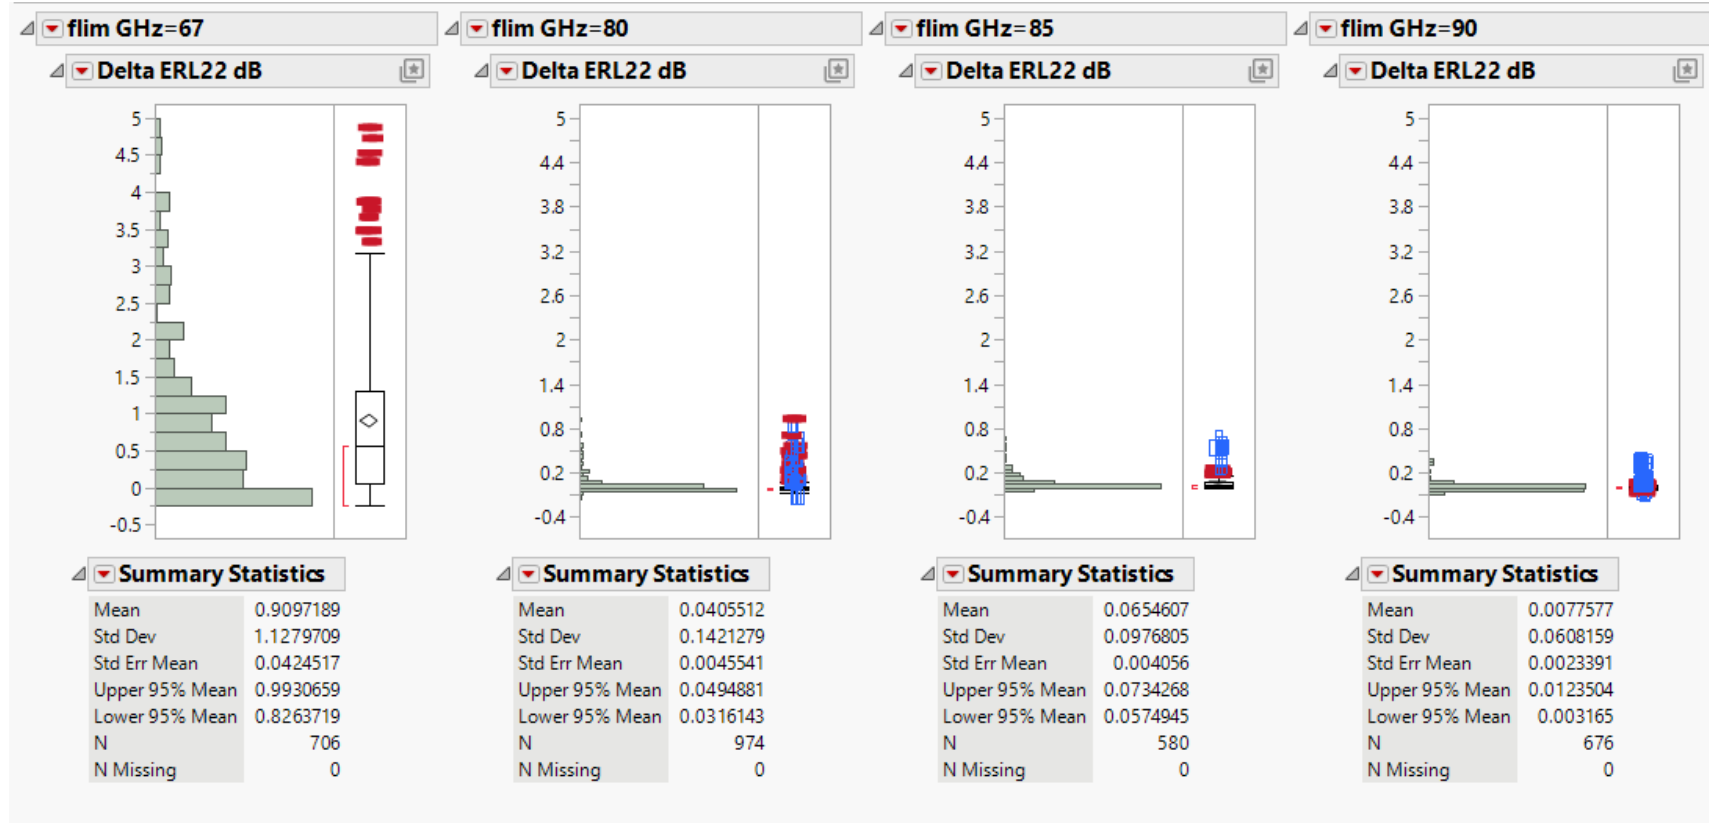 flim GHz=67
Delta ERL22 dB
5
4.5
4
3.5
3
2.5
2
1.5
1
0.5
0
-0.5
Summary Statistics
Mean 0.9097189
Std Dev 1.1279709
Std Err Mean 0.0424517
Upper 95% Mean 0.9930659
Lower 95% Mean 0.8263719
N 706
N Missing 0
flim GHz=80
Delta ERL22 dB
5
4.4
3.8
3.2
2.6
2
1.4
0.8
0.2
-0.4
Summary Statistics
Mean 0.0405512
Std Dev 0.1421279
Std Err Mean 0.0045541
Upper 95% Mean 0.0494881
Lower 95% Mean 0.0316143
N 974
N Missing 0
flim GHz=85
Delta ERL22 dB
5
4.4
3.8
3.2
2.6
2
1.4
0.8
0.2
-0.4
Summary Statistics
Mean 0.0654607
Std Dev 0.0976805
Std Err Mean 0.004056
Upper 95% Mean 0.0734268
Lower 95% Mean 0.0574945
N 580
N Missing 0
flim GHz=90
Delta ERL22 dB
5
4.4
3.8
3.2
2.6
2
1.4
0.8
0.2
-0.4
Summary Statistics
Mean 0.0077577
Std Dev 0.0608159
Std Err Mean 0.0023391
Upper 95% Mean 0.0123504
Lower 95% Mean 0.003165
N 676
N Missing 0